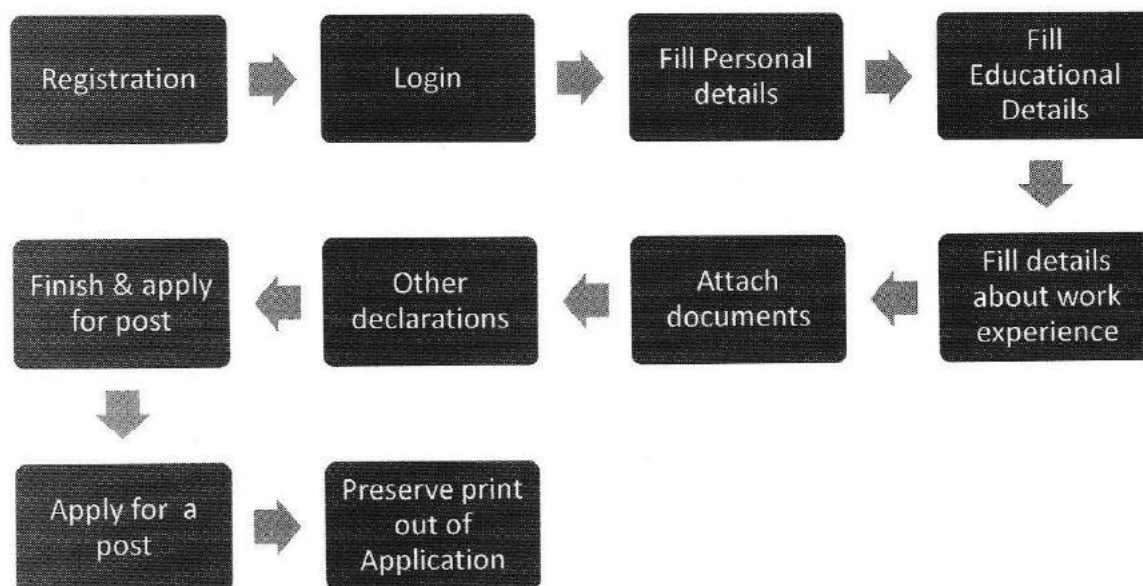 Registration
Login
Fill Personal
details
Fill
Educational
Details
Fill details
about work
experience
Attach
documents
Other
declarations
Finish & apply
for post
Apply for a
post
Preserve print
out of
Application